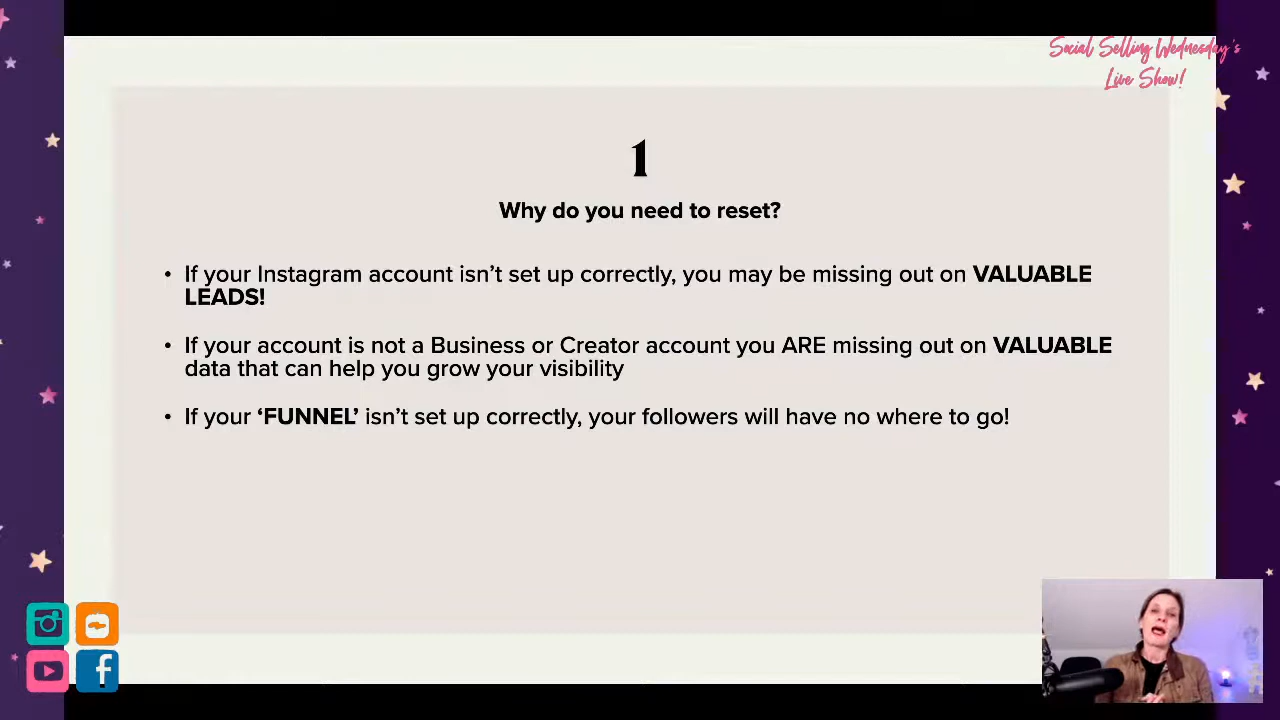 Social Selling Wednesday's
Live Show!
1
Why do you need to reset?
• If your Instagram account isn’t set up correctly, you may be missing out on VALUABLE
LEADS!
• If your account is not a Business or Creator account you ARE missing out on VALUABLE
data that can help you grow your visibility
• If your ‘FUNNEL’ isn’t set up correctly, your followers will have no where to go!